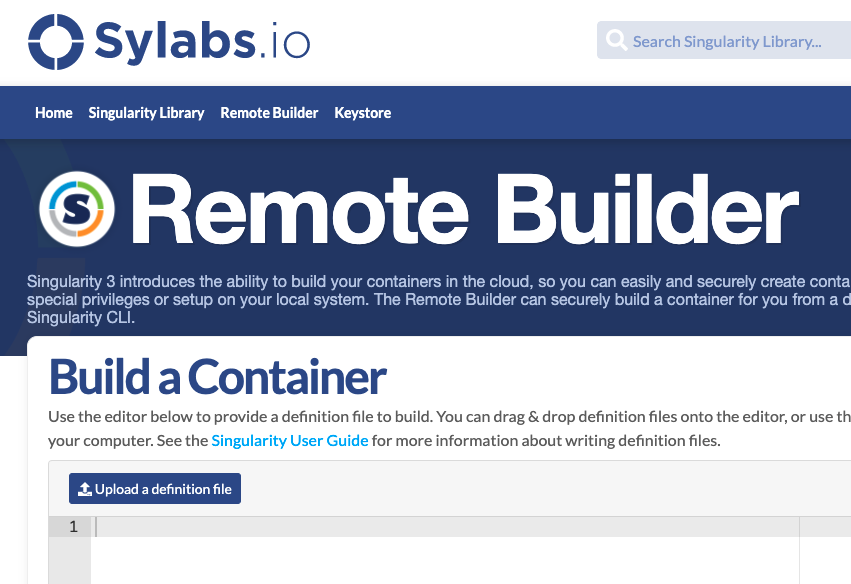 Sylabs.io
Search Singularity Library...
Home Singularity Library Remote Builder Keystore
S Remote Builder
Singularity 3 introduces the ability to build your containers in the cloud, so you can easily and securely create conta
special privileges or setup on your local system. The Remote Builder can securely build a container for you from a d
Singularity CLI.
Build a Container
Use the editor below to provide a definition file to build. You can drag & drop definition files onto the editor, or use th
your computer. See the Singularity User Guide for more information about writing definition files.
Upload a definition file
1